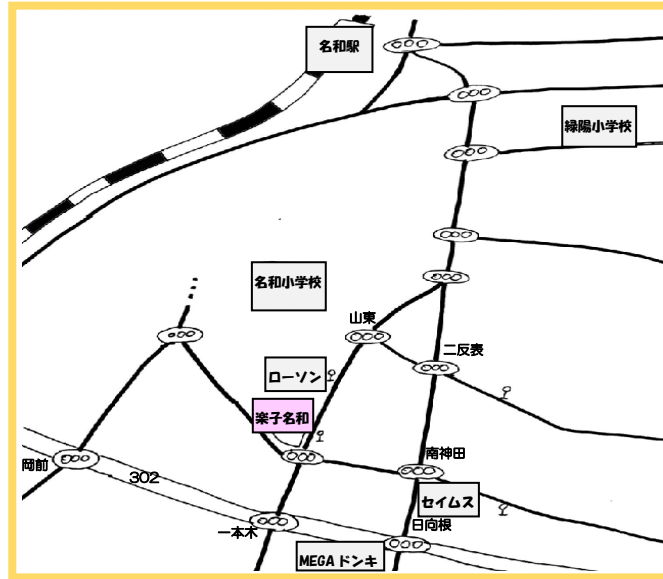 名和駅
緑陽小学校
名和小学校
山東
二反表
ローソン
楽子名和
南神田
岡前
302
セイムス
一本木
日向根
MEGAドンキ